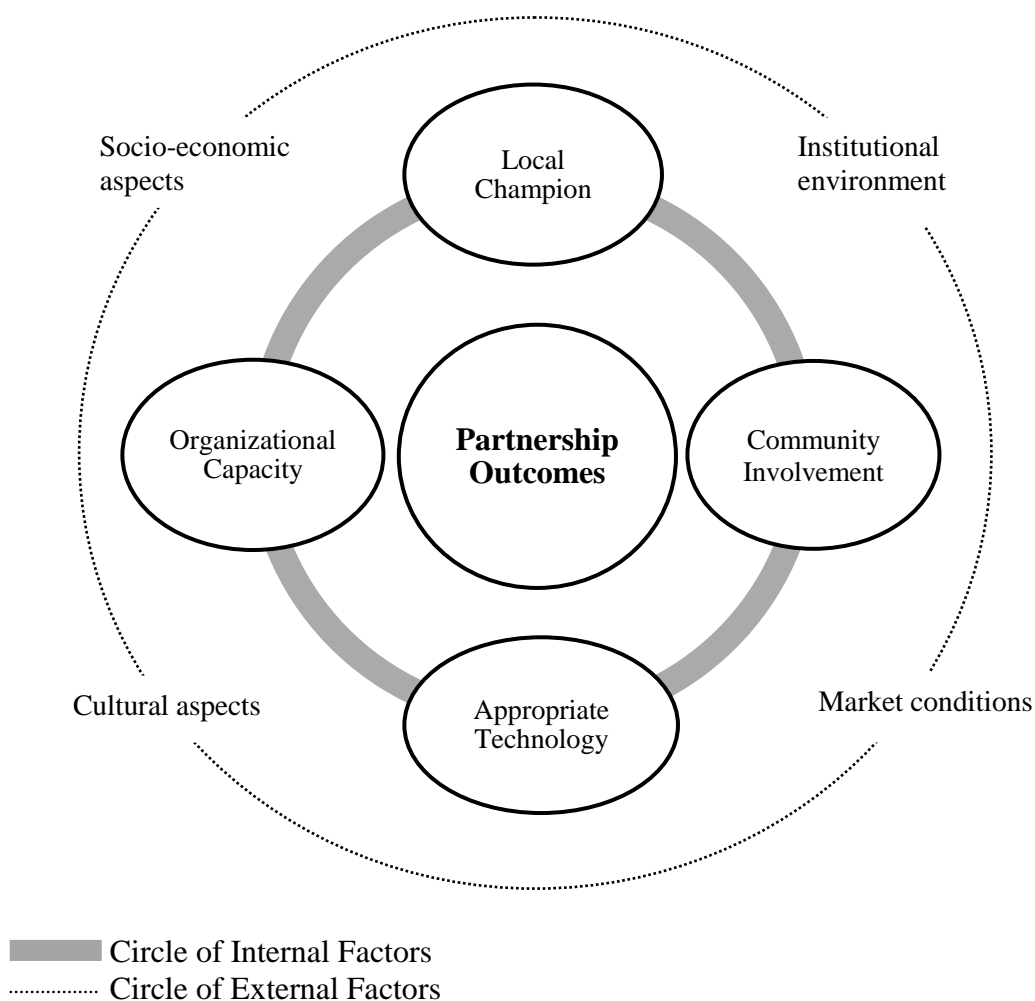 Socio-economic
aspects
Local
Champion
Institutional
environment
Organizational
Capacity
Partnership
Outcomes
Community
Involvement
Cultural aspects
Appropriate
Technology
Market conditions
Circle of Internal Factors
Circle of External Factors